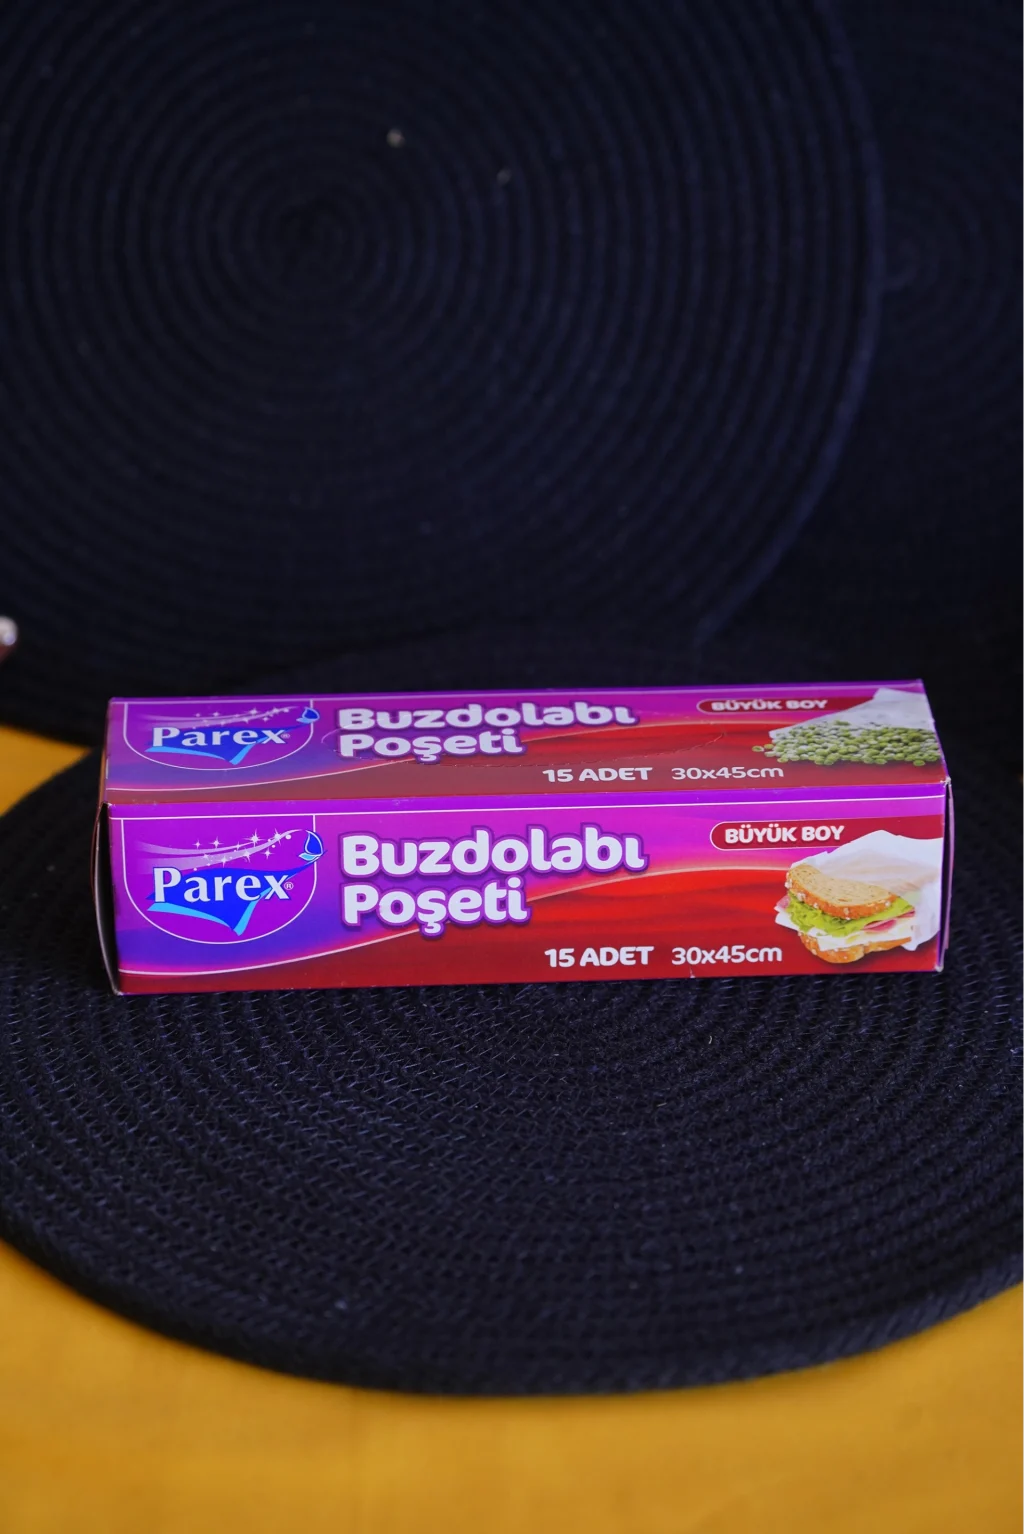 Parex
Buzdolabı
Poşeti
BÜYÜK BOY
15 ADET 30x45cm
Parex®
Buzdolabı
Poşeti
BÜYÜK BOY
15 ADET 30x45cm